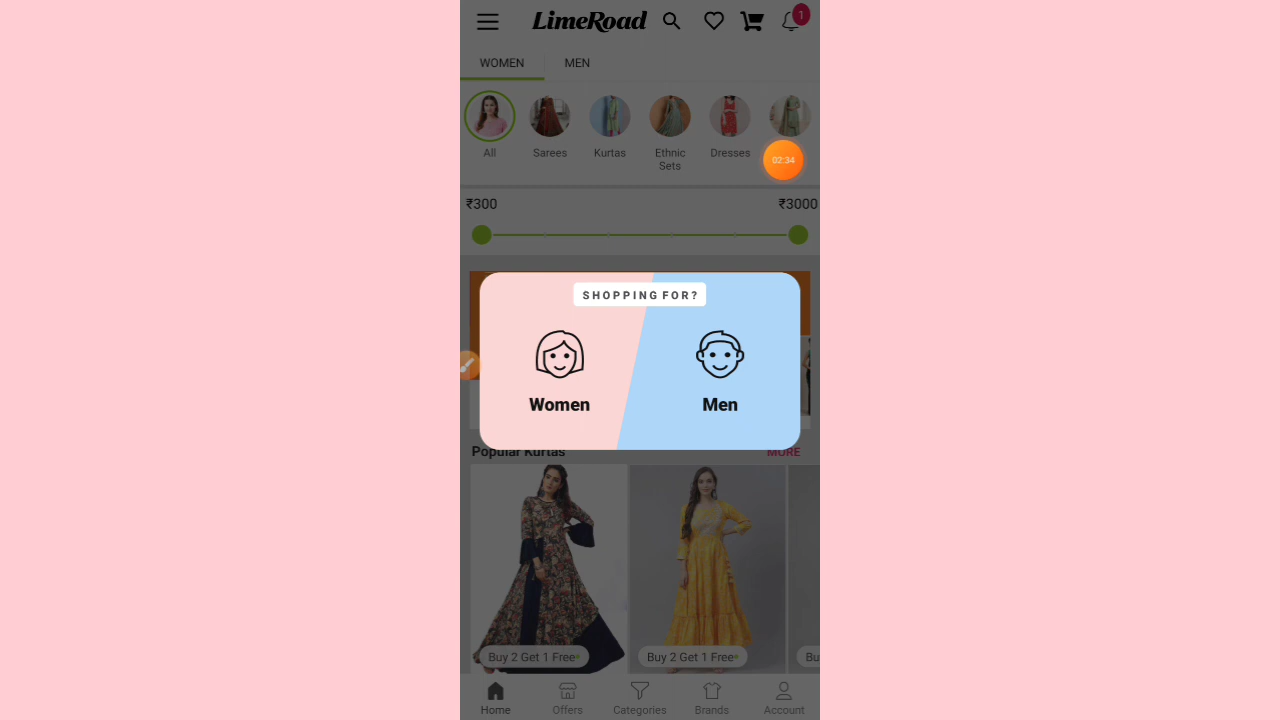 LimeRoad
1
WOMEN MEN
All Sarees Kurtas Ethnic Sets Dresses
02:34
₹300 ₹3000
SHOPPING FOR?
Women Men
Popular Kurtas MORE
Buy 2 Get 1 Free Buy 2 Get 1 Free Bu
Home Offers Categories Brands Account